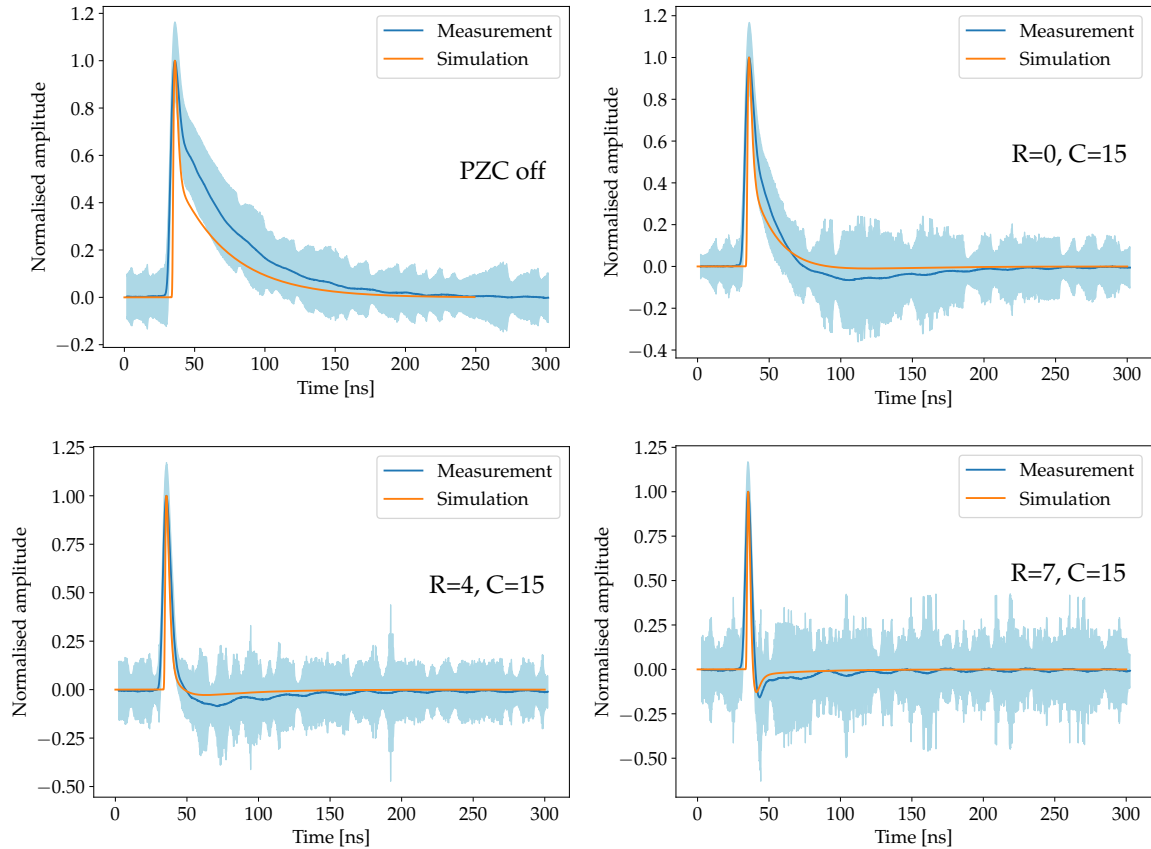 1.2
1.0
0.8
0.6
0.4
0.2
0.0
−0.2
Normalised amplitude
Measurement
Simulation
PZC off
0 50 100 150 200 250 300
Time [ns]
1.2
1.0
0.8
0.6
0.4
0.2
0.0
−0.2
−0.4
Normalised amplitude
Measurement
Simulation
R=0, C=15
0 50 100 150 200 250 300
Time [ns]
1.25
1.00
0.75
0.50
0.25
0.00
−0.25
−0.50
Normalised amplitude
Measurement
Simulation
R=4, C=15
0 50 100 150 200 250 300
Time [ns]
1.25
1.00
0.75
0.50
0.25
0.00
−0.25
−0.50
Normalised amplitude
Measurement
Simulation
R=7, C=15
0 50 100 150 200 250 300
Time [ns]